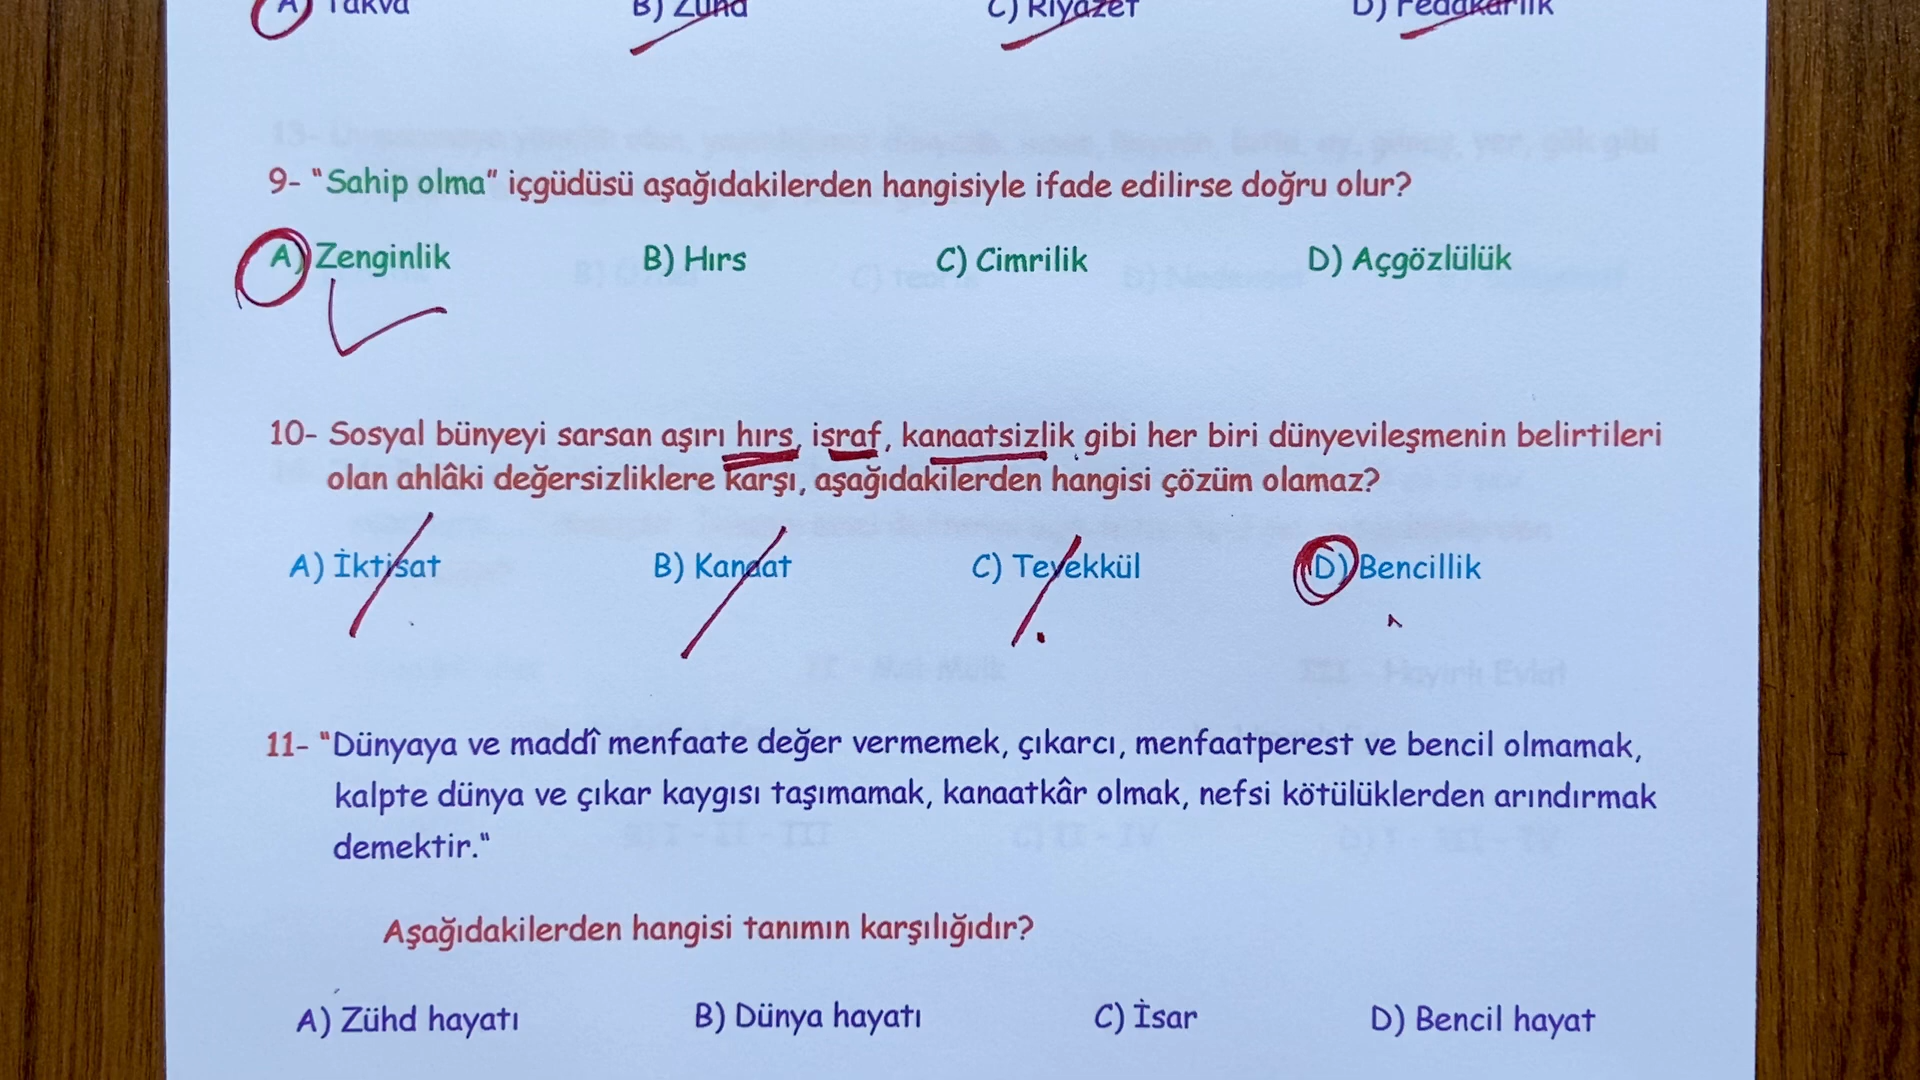 A) Takva B) Zühd C) Riyazet D) Fedakarlık
9- "Sahip olma" içgüdüsü aşağıdakilerden hangisiyle ifade edilirse doğru olur?
A) Zenginlik B) Hırs C) Cimrilik D) Açgözlülük
10- Sosyal bünyeyi sarsan aşırı hırs, israf, kanaatsizlik gibi her biri dünyevileşmenin belirtileri
olan ahlâki değersizliklere karşı, aşağıdakilerden hangisi çözüm olamaz?
A) İktisat B) Kanaat C) Tevekkül D) Bencillik
11- "Dünyaya ve maddî menfaate değer vermemek, çıkarcı, menfaatperest ve bencil olmamak,
kalpte dünya ve çıkar kaygısı taşımamak, kanaatkâr olmak, nefsi kötülüklerden arındırmak
demektir."
Aşağıdakilerden hangisi tanımın karşılığıdır?
A) Zühd hayatı B) Dünya hayatı C) İsar D) Bencil hayat